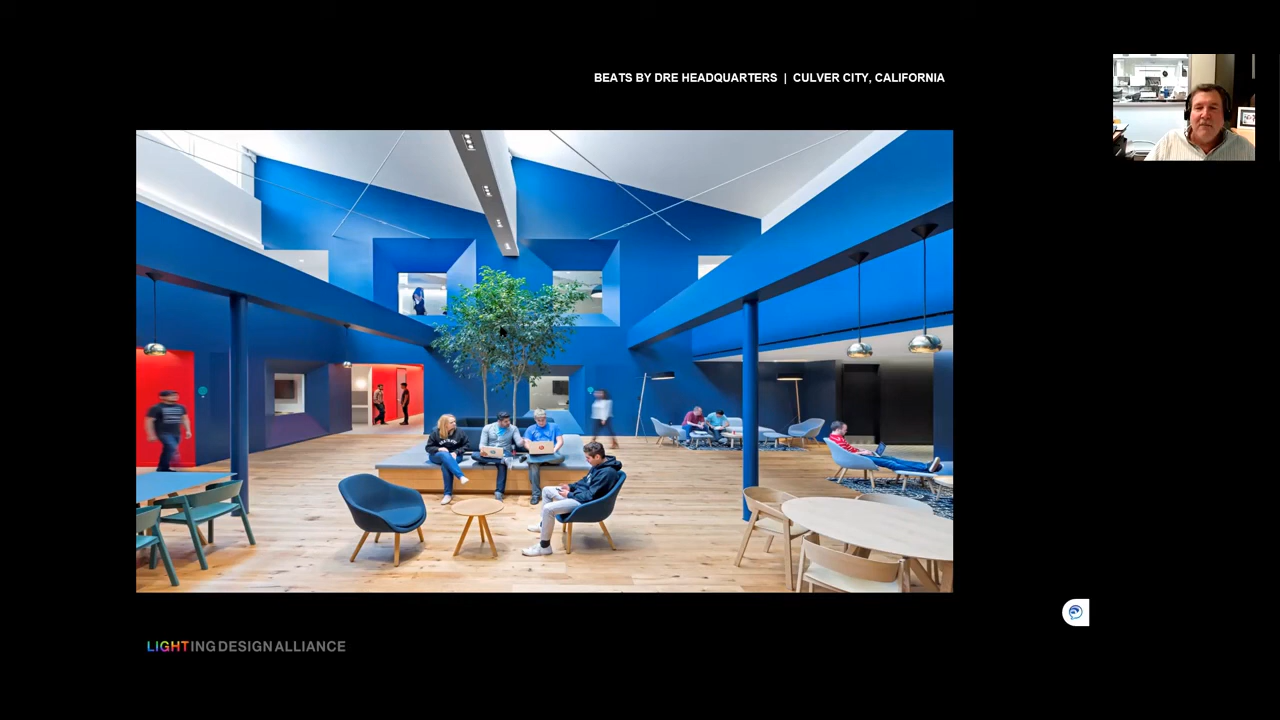 BEATS BY DRE HEADQUARTERS | CULVER CITY, CALIFORNIA
LIGHTING DESIGN ALLIANCE